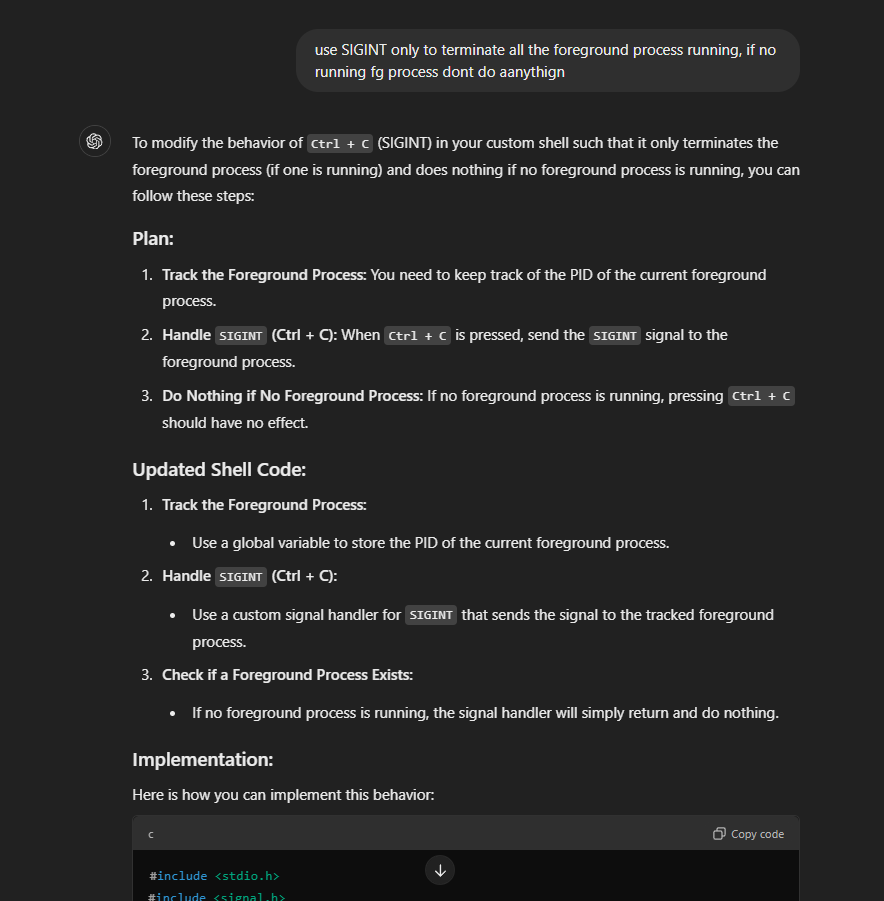 use SIGINT only to terminate all the foreground process running, if no
running fg process dont do aanythign
To modify the behavior of Ctrl + C (SIGINT) in your custom shell such that it only terminates the
foreground process (if one is running) and does nothing if no foreground process is running, you can
follow these steps:
Plan:
1. Track the Foreground Process: You need to keep track of the PID of the current foreground
process.
2. Handle SIGINT (Ctrl + C): When Ctrl + C is pressed, send the SIGINT signal to the
foreground process.
3. Do Nothing if No Foreground Process: If no foreground process is running, pressing Ctrl + C
should have no effect.
Updated Shell Code:
1. Track the Foreground Process:
• Use a global variable to store the PID of the current foreground process.
2. Handle SIGINT (Ctrl + C):
• Use a custom signal handler for SIGINT that sends the signal to the tracked foreground
process.
3. Check if a Foreground Process Exists:
• If no foreground process is running, the signal handler will simply return and do nothing.
Implementation:
Here is how you can implement this behavior:
c Copy code
#include <stdio.h>
#include <signal.h>